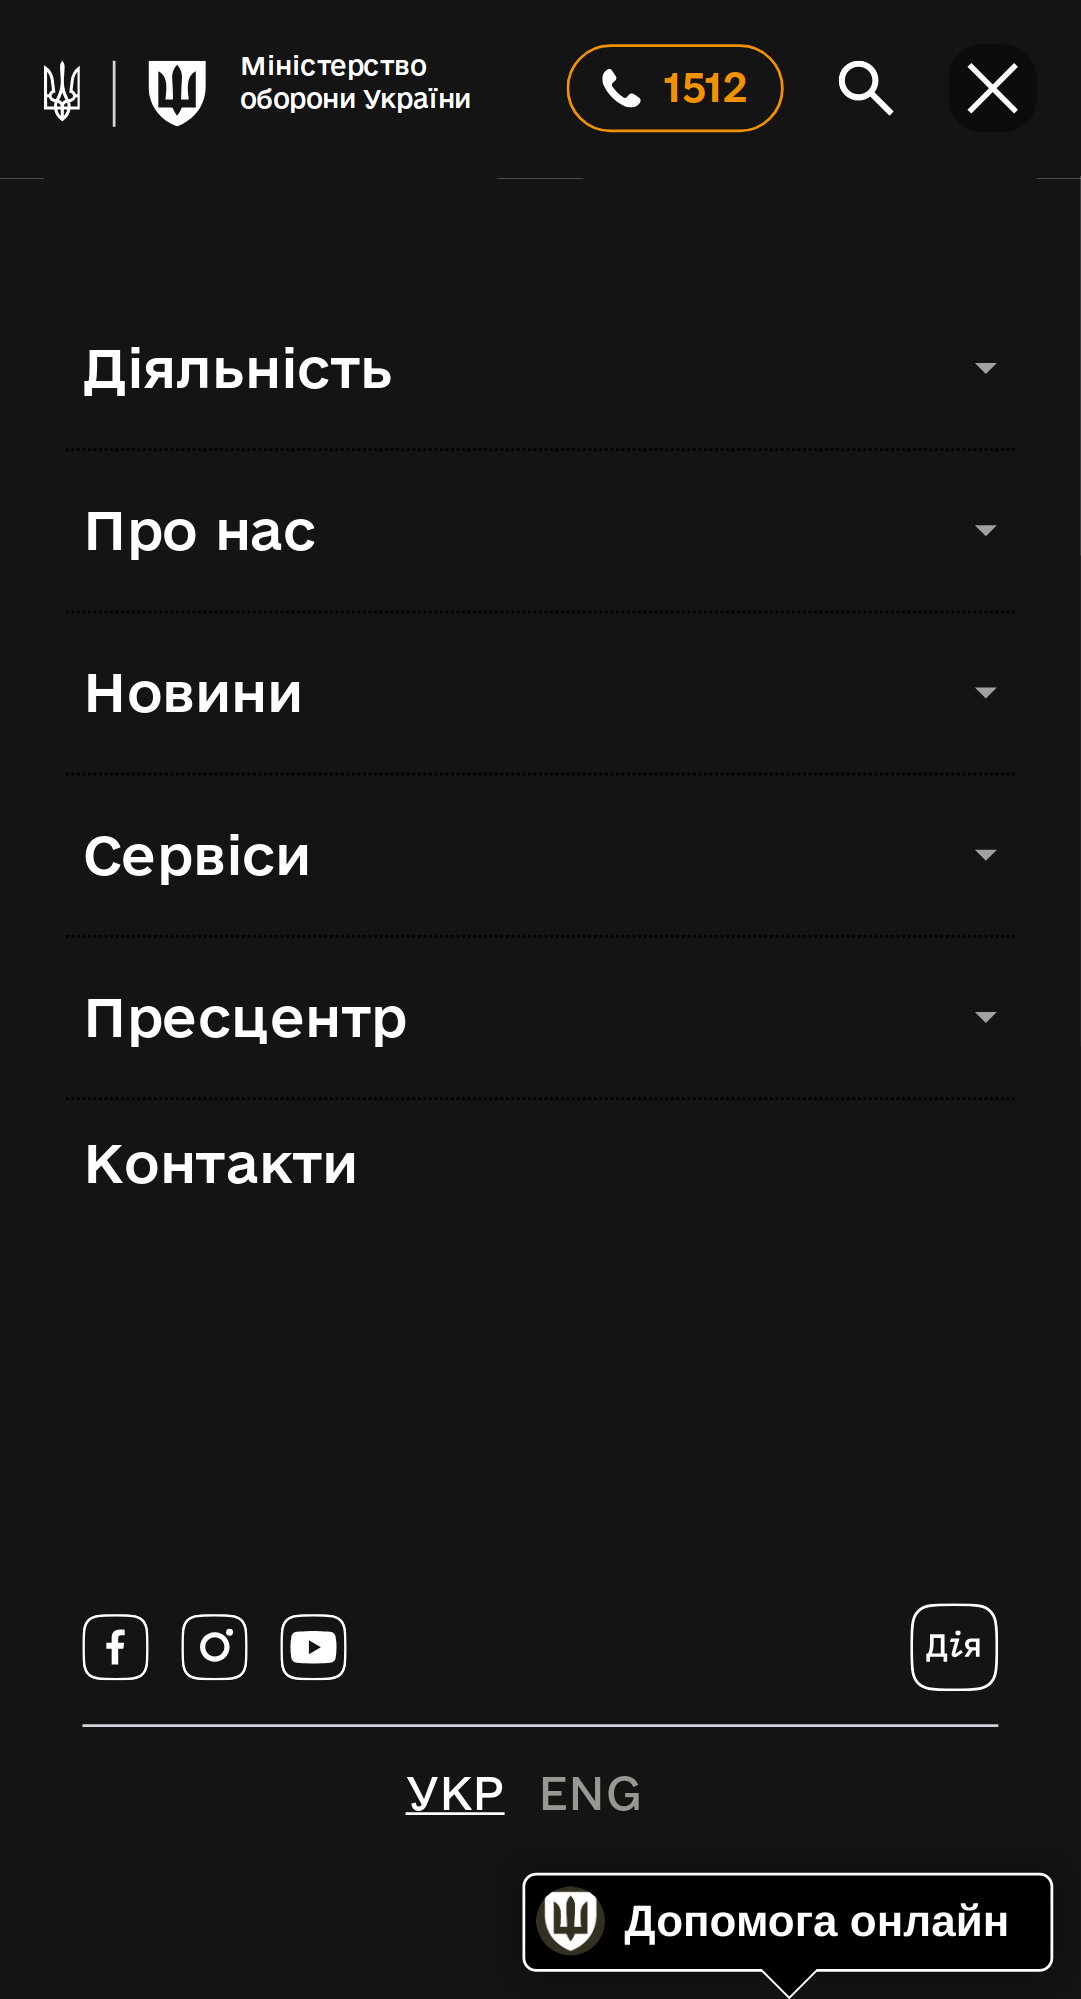 Міністерство
оборони України
1512
Діяльність
Про нас
Новини
Сервіси
Пресцентр
Контакти
Дія
УКР ENG
Допомога онлайн